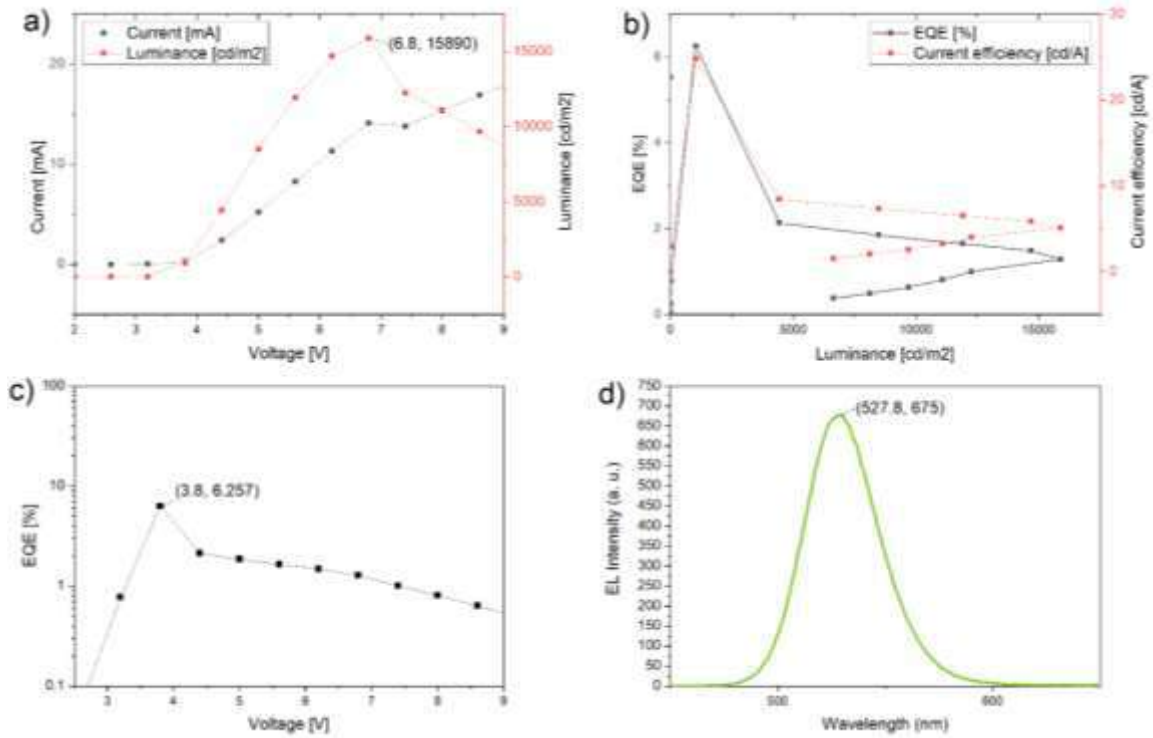 a)
Current [mA]
Luminance [cd/m2]
(6.8, 15890)
20
10
0
Current [mA]
15000
10000
5000
0
Luminance [cd/m2]
2 3 4 5 6 7 8 9
Voltage [V]
b)
EQE [%]
Current efficiency [cd/A]
6
4
2
0
EQE [%]
30
20
10
0
Current efficiency [cd/A]
0 5000 10000 15000
Luminance [cd/m2]
c)
(3.8, 6.257)
100
10
1
0.1
EQE [%]
3 4 5 6 7 8 9
Voltage [V]
d)
(527.8, 675)
750
700
650
600
550
500
450
400
350
300
250
200
150
100
50
0
EL Intensity (a. u.)
500 600
Wavelength (nm)